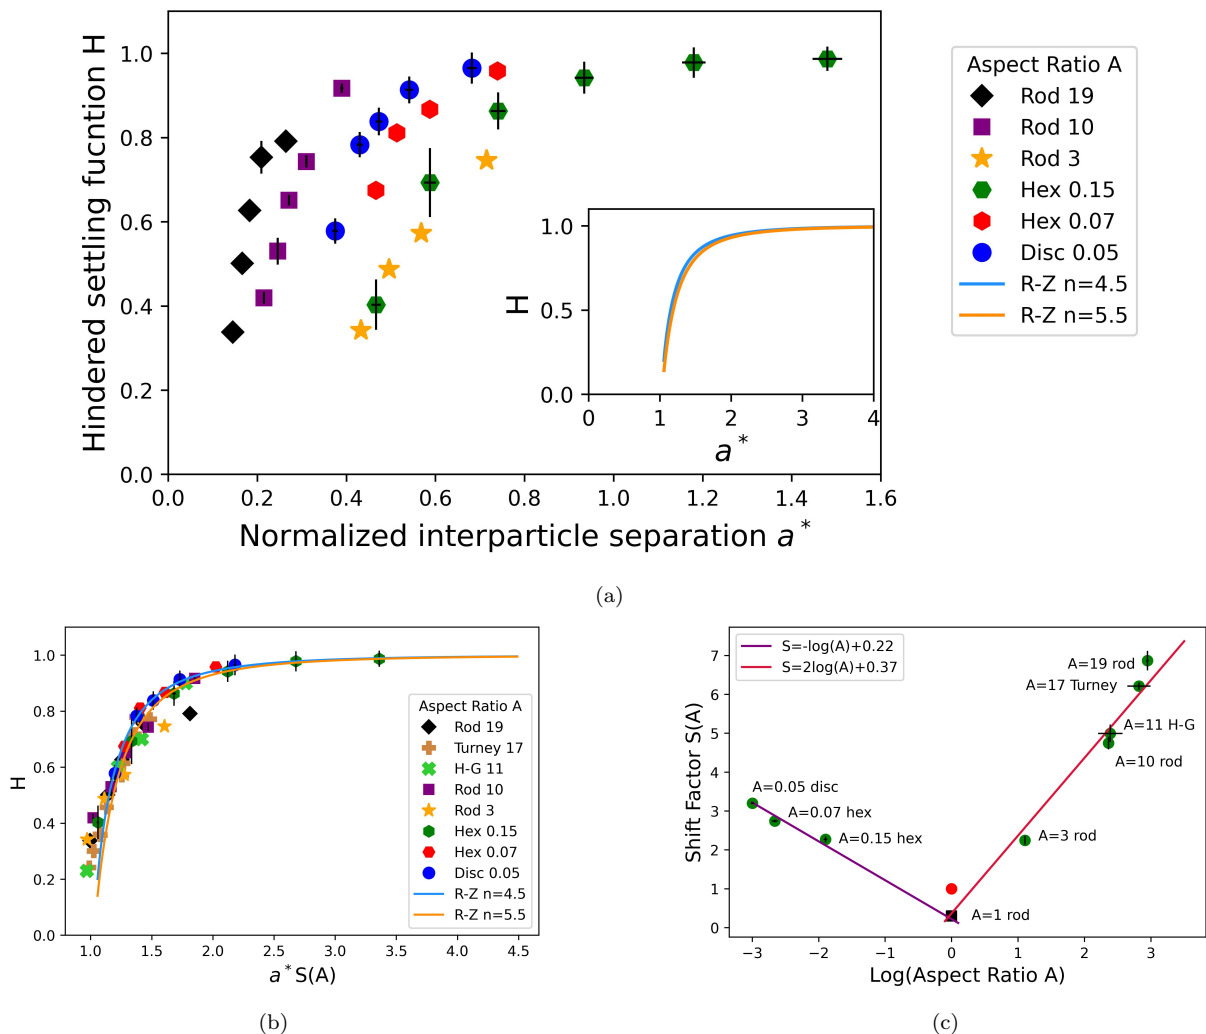 Hindered settling fucntion H
1.0
0.8
0.6
0.4
0.2
0.0
0.0 0.2 0.4 0.6 0.8 1.0 1.2 1.4 1.6
Normalized interparticle separation a*
H
1.0
0.5
0.0
0 1 2 3 4
a*
Aspect Ratio A
Rod 19
Rod 10
Rod 3
Hex 0.15
Hex 0.07
Disc 0.05
R-Z n=4.5
R-Z n=5.5
(a)
H
1.0
0.8
0.6
0.4
0.2
0.0
1.0 1.5 2.0 2.5 3.0 3.5 4.0 4.5
a*S(A)
Aspect Ratio A
Rod 19
Turney 17
H-G 11
Rod 10
Rod 3
Hex 0.15
Hex 0.07
Disc 0.05
R-Z n=4.5
R-Z n=5.5
(b)
Shift Factor S(A)
7
6
5
4
3
2
1
0
−3 −2 −1 0 1 2 3
Log(Aspect Ratio A)
S=-log(A)+0.22
S=2log(A)+0.37
A=19 rod
A=17 Turney
A=11 H-G
A=10 rod
A=0.05 disc
A=0.07 hex
A=0.15 hex
A=3 rod
A=1 rod
(c)